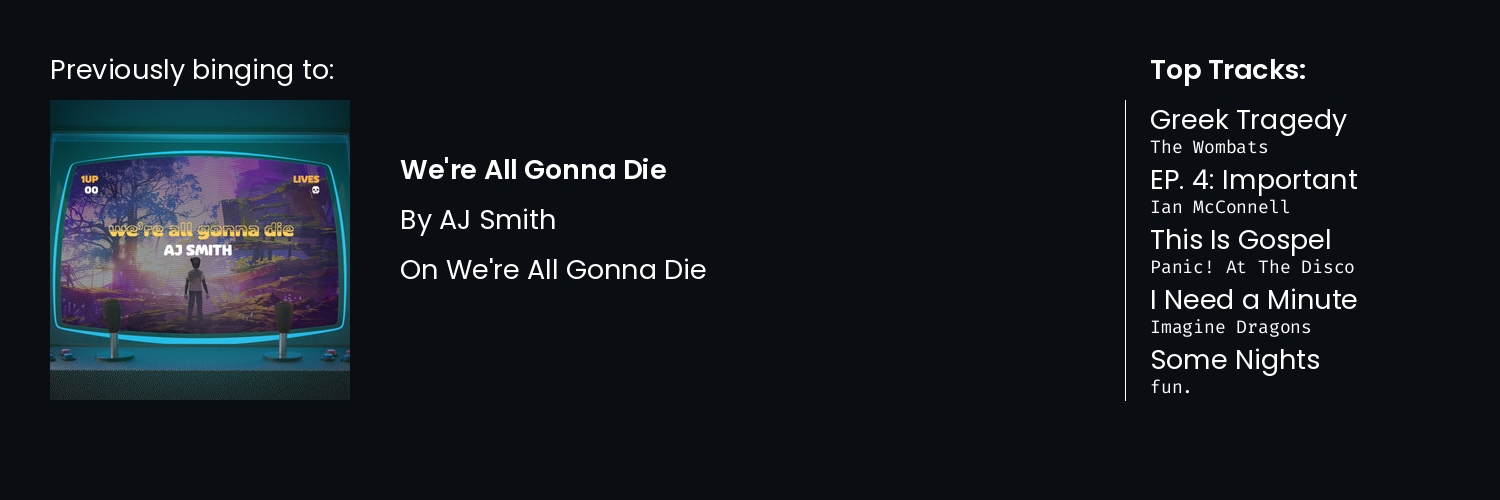 Previously binging to:
1UP
00
LIVES
we're all gonna die
AJ SMITH
We're All Gonna Die
By AJ Smith
On We're All Gonna Die
Top Tracks:
Greek Tragedy
The Wombats
EP. 4: Important
Ian McConnell
This Is Gospel
Panic! At The Disco
I Need a Minute
Imagine Dragons
Some Nights
fun.